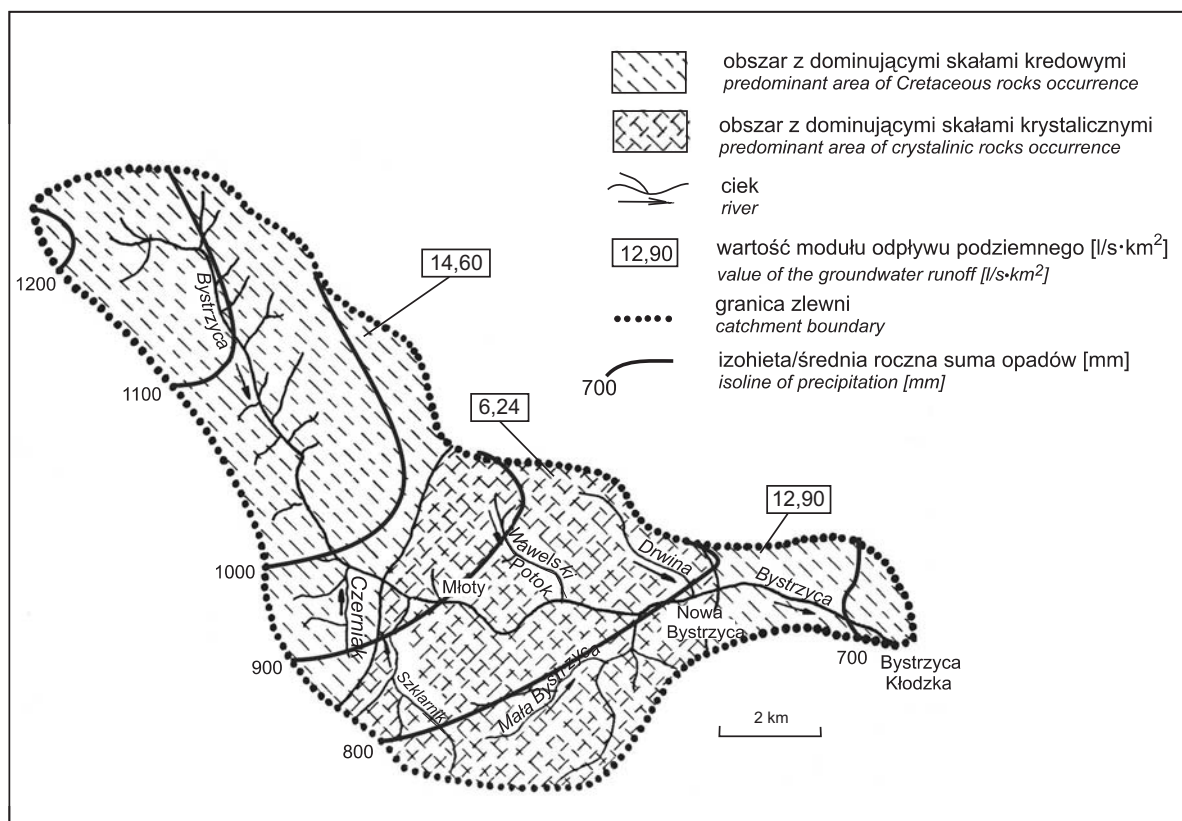 obszar z dominującymi skałami kredowymi
predominant area of Cretaceous rocks occurrence
obszar z dominującymi skałami krystalicznymi
predominant area of crystalinic rocks occurrence
ciek
river
12,90
wartość modułu odpływu podziemnego [l/s·km²]
value of the groundwater runoff [l/s•km²]
granica zlewni
catchment boundary
700
izohieta/średnia roczna suma opadów [mm]
isoline of precipitation [mm]
1200
Bystrzyca
14,60
1100
6,24
12,90
1000
Czerniak
Młoty
Wawelski
Potok
Drwina
Bystrzyca
Nowa
Bystrzyca
900
Szklarnik
Mała Bystrzyca
700
Bystrzyca
Kłodzka
800
2 km